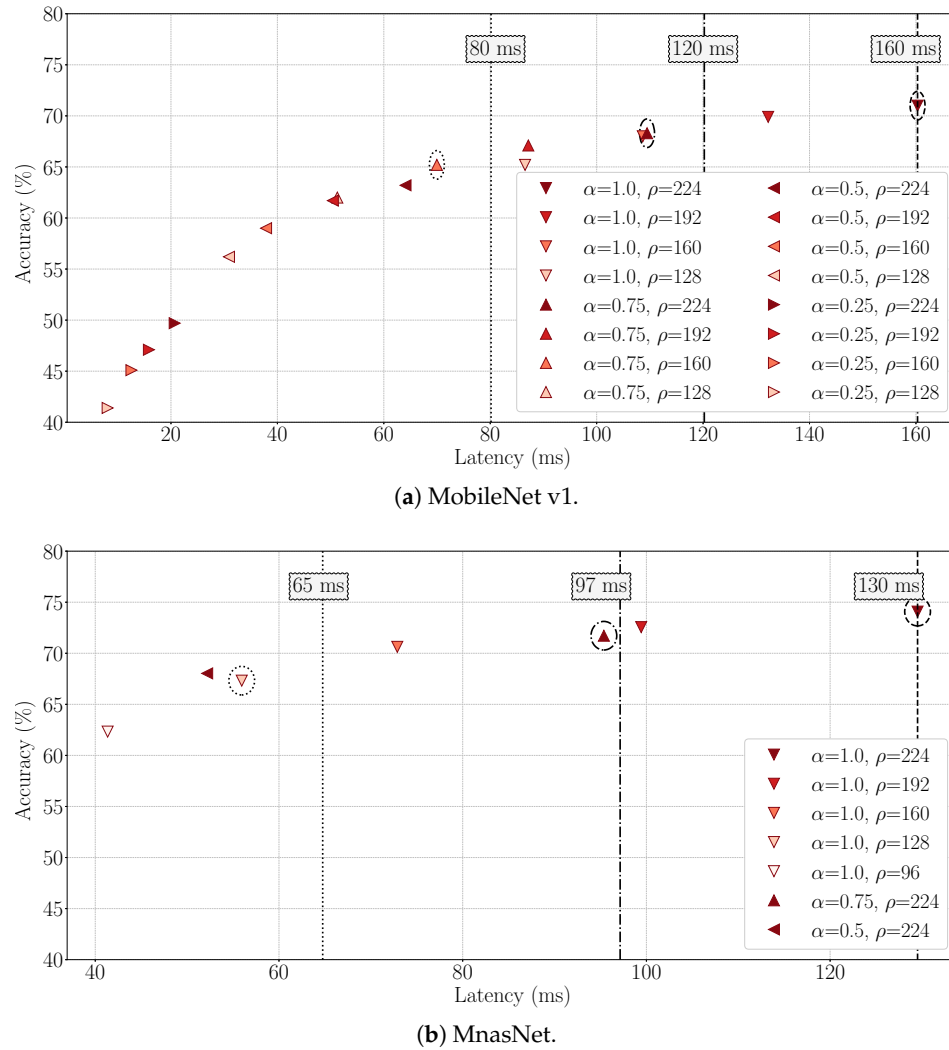 80
75
70
65
60
55
50
45
40
Accuracy (%)
80 ms
120 ms
160 ms
α=1.0, ρ=224
α=1.0, ρ=192
α=1.0, ρ=160
α=1.0, ρ=128
α=0.75, ρ=224
α=0.75, ρ=192
α=0.75, ρ=160
α=0.75, ρ=128
α=0.5, ρ=224
α=0.5, ρ=192
α=0.5, ρ=160
α=0.5, ρ=128
α=0.25, ρ=224
α=0.25, ρ=192
α=0.25, ρ=160
α=0.25, ρ=128
20 40 60 80 100 120 140 160
Latency (ms)
(a) MobileNet v1.
80
75
70
65
60
55
50
45
40
Accuracy (%)
65 ms
97 ms
130 ms
α=1.0, ρ=224
α=1.0, ρ=192
α=1.0, ρ=160
α=1.0, ρ=128
α=1.0, ρ=96
α=0.75, ρ=224
α=0.5, ρ=224
40 60 80 100 120
Latency (ms)
(b) MnasNet.